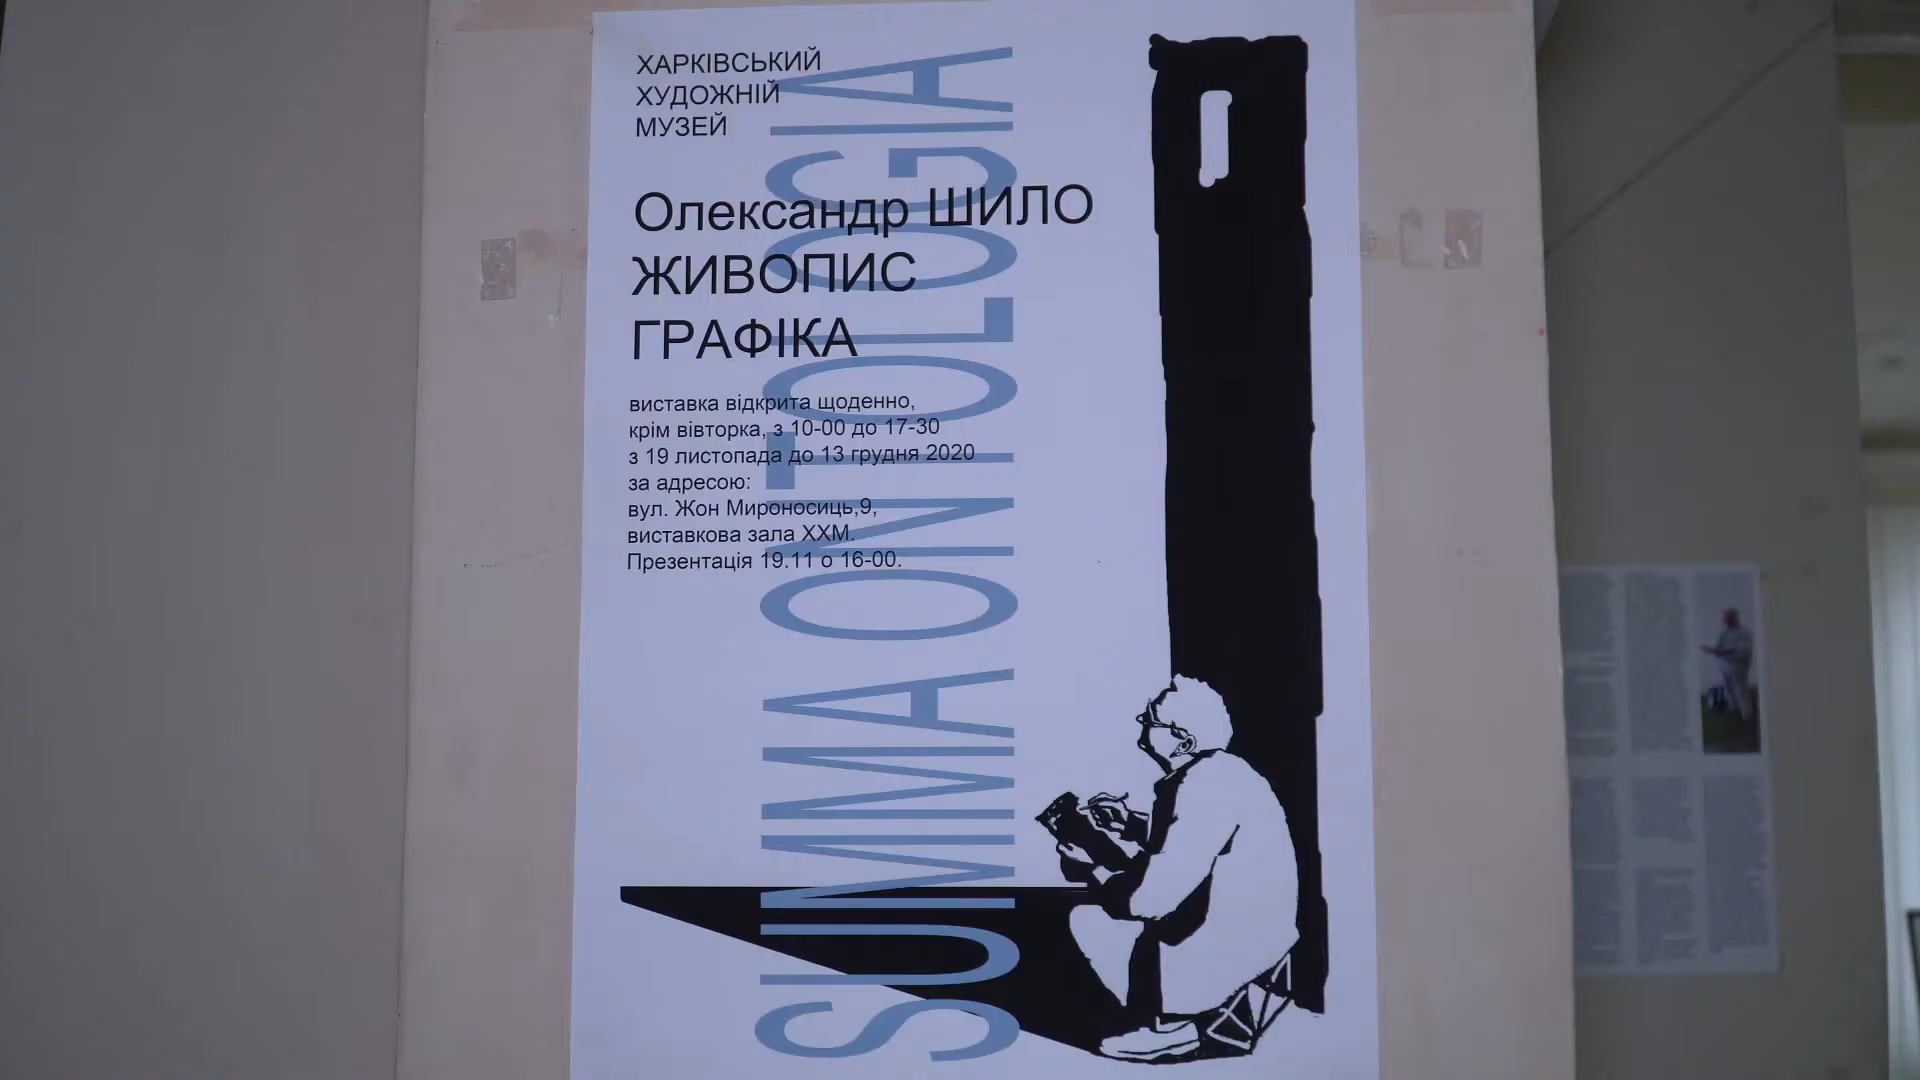 ХАРКІВСЬКИЙ
ХУДОЖНІЙ
МУЗЕЙ
Олександр ШИЛО
ЖИВОПИС
ГРАФІКА
виставка відкрита щоденно,
крім вівторка, з 10-00 до 17-30
з 19 листопада до 13 грудня 2020
за адресою:
вул. Жон Мироносиць,9,
виставкова зала ХХМ.
Презентація 19.11 о 16-00.
SUMMA ONTOLOGIA